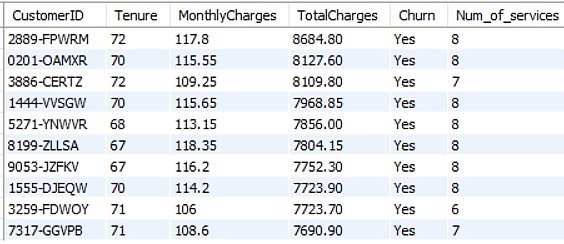 CustomerID Tenure MonthlyCharges TotalCharges Churn Num_of_services
2889-FPWRM 72 117.8 8684.80 Yes 8
0201-OAMXR 70 115.55 8127.60 Yes 8
3886-CERTZ 72 109.25 8109.80 Yes 7
1444-VVSGW 70 115.65 7968.85 Yes 8
5271-YNWVR 68 113.15 7856.00 Yes 8
8199-ZLLSA 67 118.35 7804.15 Yes 8
9053-JZFKV 67 116.2 7752.30 Yes 8
1555-DJEQW 70 114.2 7723.90 Yes 8
3259-FDWOY 71 106 7723.70 Yes 6
7317-GGVPB 71 108.6 7690.90 Yes 7